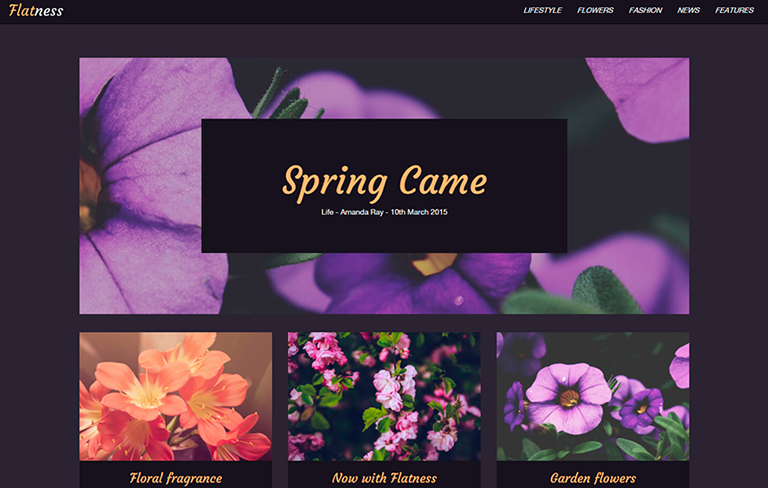 Flatness
LIFESTYLE FLOWERS FASHION NEWS FEATURES
Spring Came
Life - Amanda Ray - 10th March 2015
Floral fragrance
Now with Flatness
Garden flowers